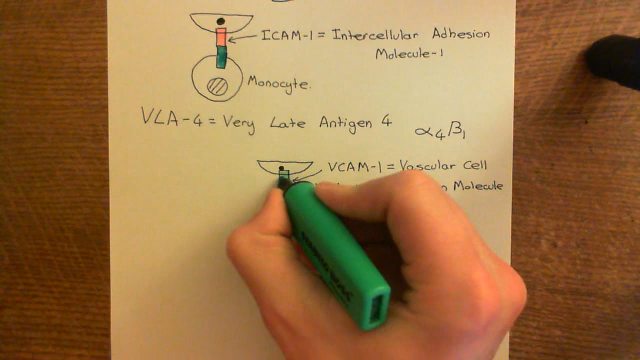 ICAM-1 = Intercellular Adhesion
Molecule-1
Monocyte.
VLA-4 = Very Late Antigen 4 α4β1
VCAM-1 = Vascular Cell
Molecule